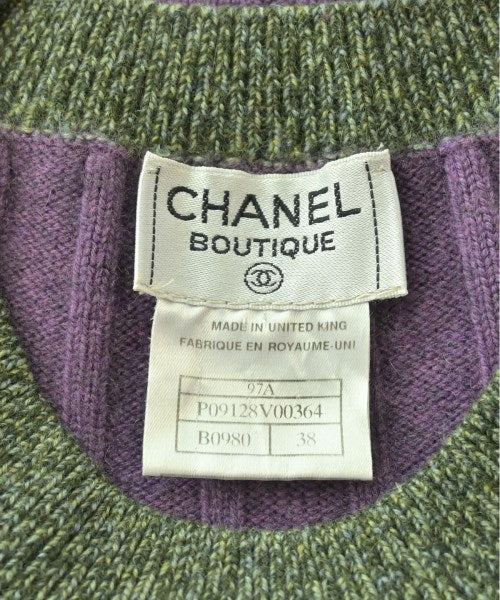 CHANEL
BOUTIQUE
MADE IN UNITED KING
FABRIQUE EN ROYAUME-UNI
97A
P09128V00364
B0980 38